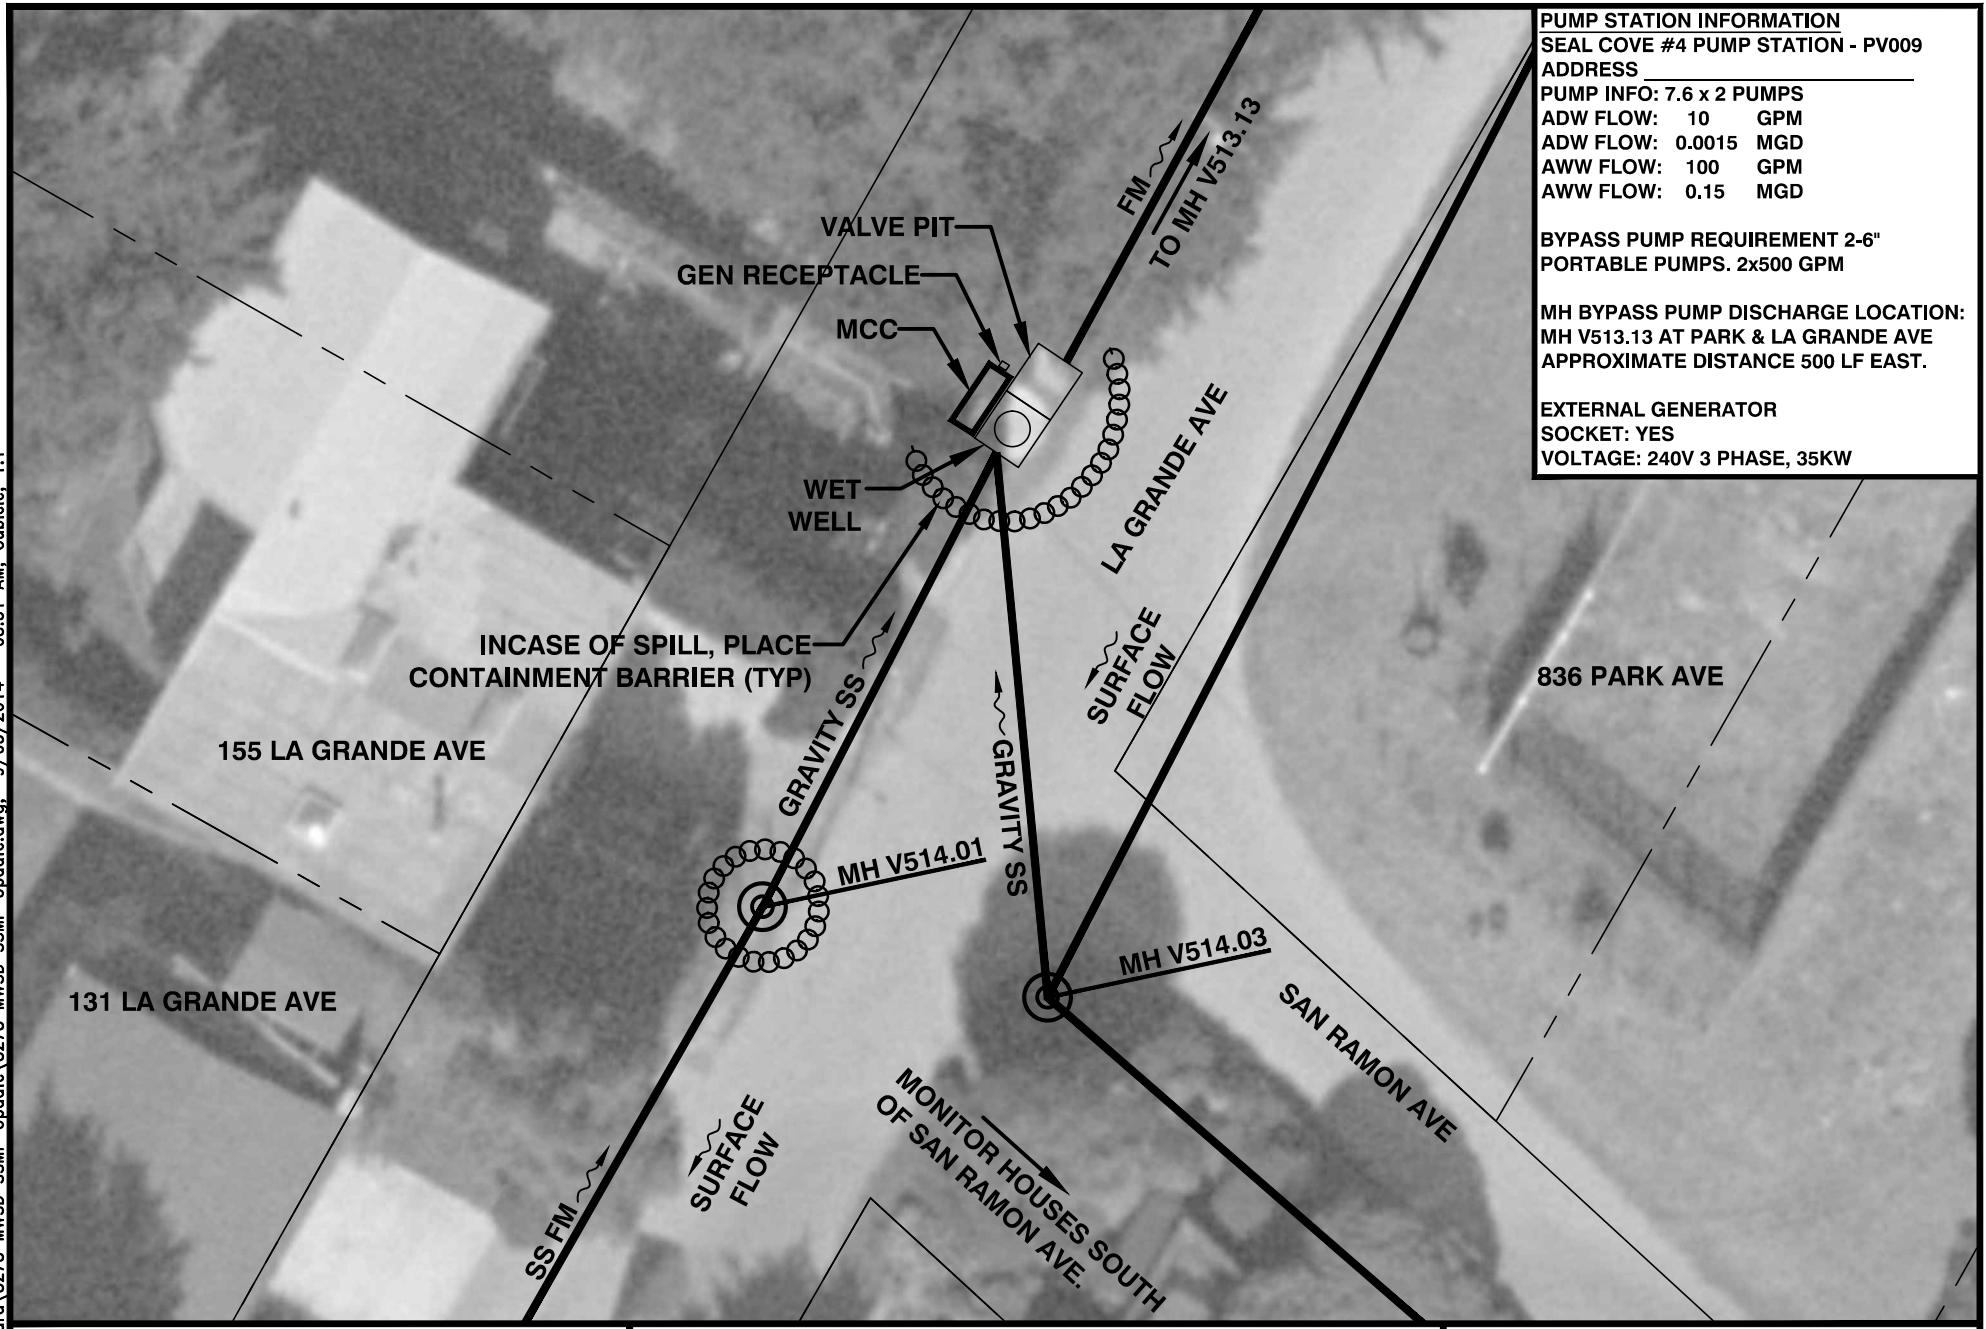 PUMP STATION INFORMATION
SEAL COVE #4 PUMP STATION - PV009
ADDRESS
PUMP INFO: 7.6 x 2 PUMPS
ADW FLOW: 10 GPM
ADW FLOW: 0.0015 MGD
AWW FLOW: 100 GPM
AWW FLOW: 0.15 MGD
BYPASS PUMP REQUIREMENT 2-6"
PORTABLE PUMPS. 2x500 GPM
MH BYPASS PUMP DISCHARGE LOCATION:
MH V513.13 AT PARK & LA GRANDE AVE
APPROXIMATE DISTANCE 500 LF EAST.
EXTERNAL GENERATOR
SOCKET: YES
VOLTAGE: 240V 3 PHASE, 35KW
FM
TO MH V513.13
VALVE PIT
GEN RECEPTACLE
MCC
WET
WELL
LA GRANDE AVE
INCASE OF SPILL, PLACE
CONTAINMENT BARRIER (TYP)
SURFACE
FLOW
836 PARK AVE
155 LA GRANDE AVE
GRAVITY SS
GRAVITY SS
MH V514.01
MH V514.03
131 LA GRANDE AVE
SAN RAMON AVE
MONITOR HOUSES SOUTH
OF SAN RAMON AVE.
SURFACE
FLOW
SS FM